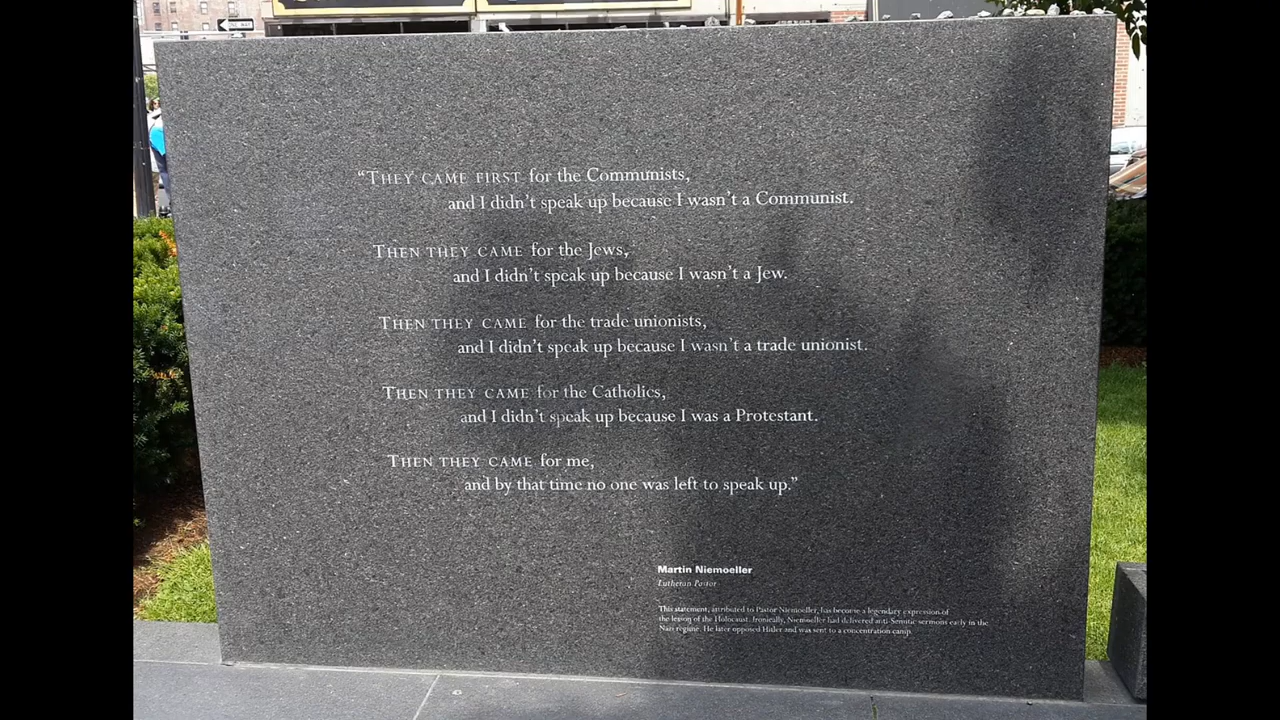 ONE WAY
“THEY CAME FIRST for the Communists,
and I didn’t speak up because I wasn’t a Communist.
THEN THEY CAME for the Jews,
and I didn’t speak up because I wasn’t a Jew.
THEN THEY CAME for the trade unionists,
and I didn’t speak up because I wasn’t a trade unionist.
THEN THEY CAME for the Catholics,
and I didn’t speak up because I was a Protestant.
THEN THEY CAME for me,
and by that time no one was left to speak up.”
Martin Niemoeller
Lutheran Pastor
This statement, attributed to Pastor Niemoeller, has become a legendary expression of
the lesson of the Holocaust. Ironically, Niemoeller had delivered anti-Semitic sermons early in the
Nazi regime. He later opposed Hitler and was sent to a concentration camp.